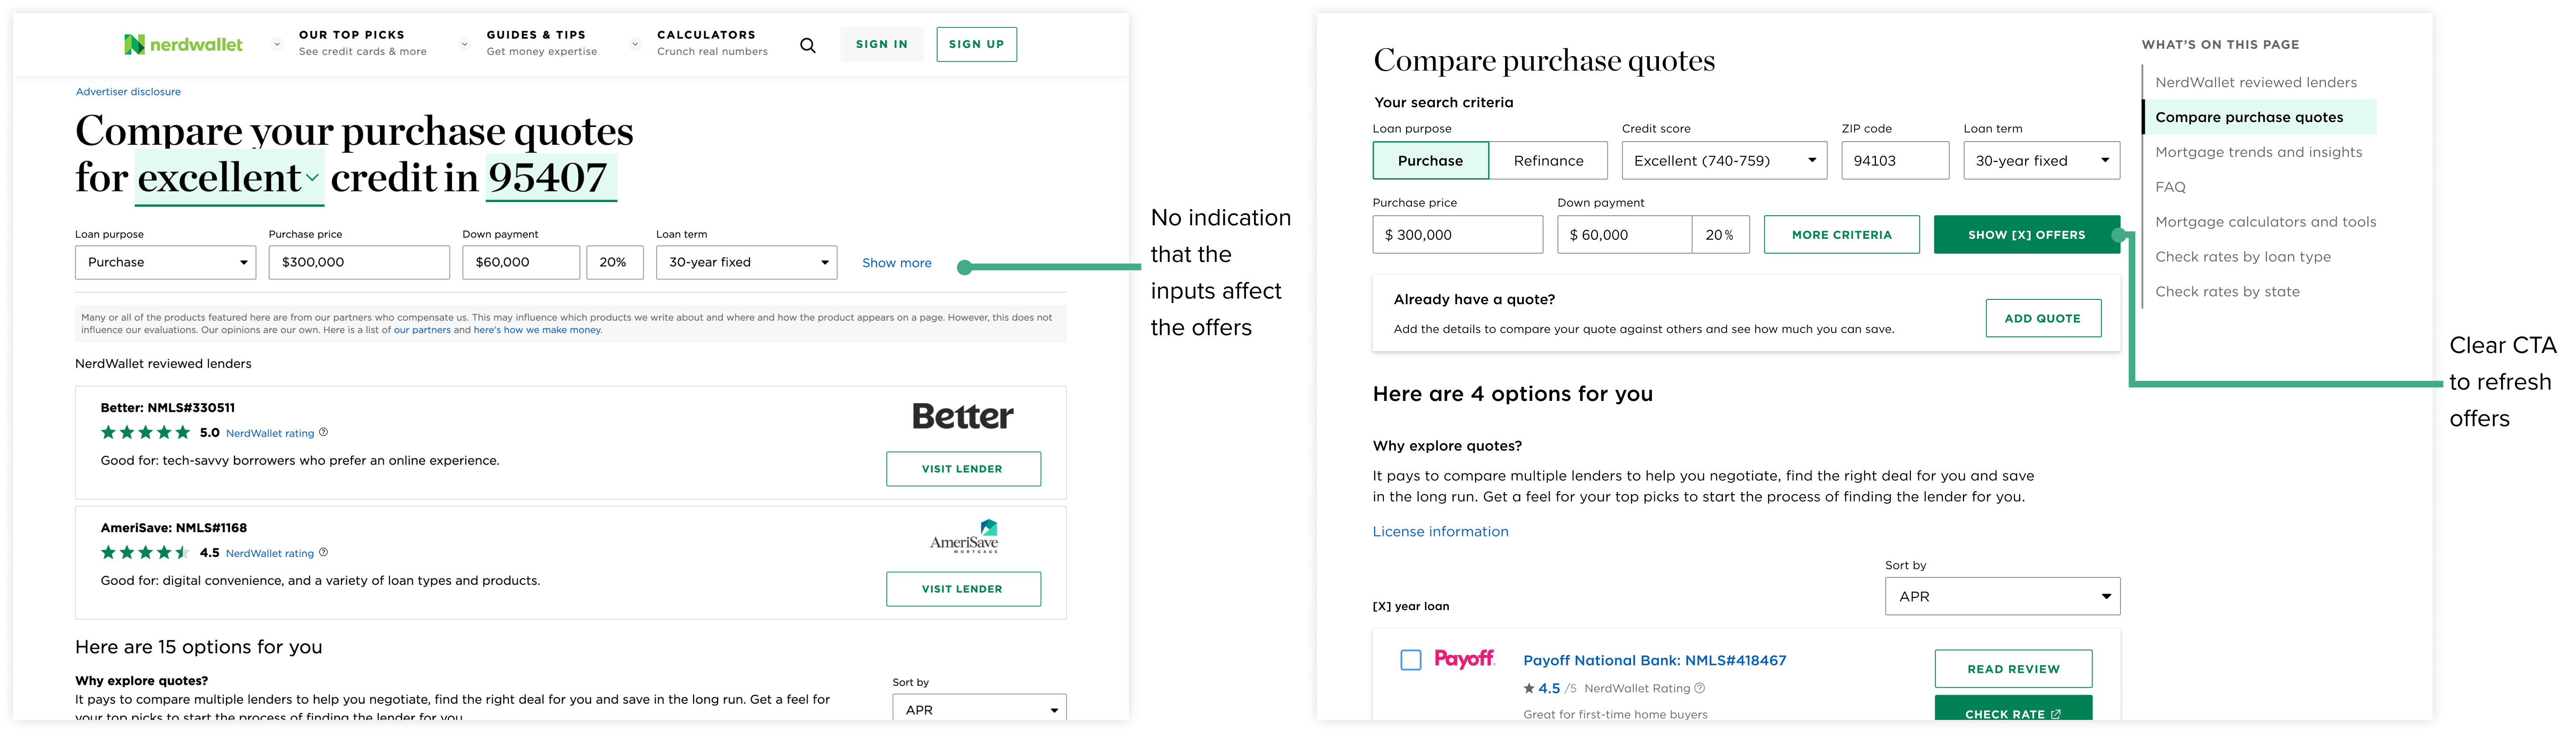 nerdwallet
OUR TOP PICKS
See credit cards & more
GUIDES & TIPS
Get money expertise
CALCULATORS
Crunch real numbers
SIGN IN
SIGN UP
Advertiser disclosure
Compare your purchase quotes
for excellent credit in 95407
Loan purpose
Purchase price
Down payment
Loan term
Purchase
$300,000
$60,000
20%
30-year fixed
Show more
Many or all of the products featured here are from our partners who compensate us. This may influence which products we write about and where and how the product appears on a page. However, this does not
influence our evaluations. Our opinions are our own. Here is a list of our partners and here's how we make money.
NerdWallet reviewed lenders
Better: NMLS#330511
5.0 NerdWallet rating ?
Good for: tech-savvy borrowers who prefer an online experience.
Better
VISIT LENDER
AmeriSave: NMLS#1168
4.5 NerdWallet rating ?
Good for: digital convenience, and a variety of loan types and products.
AmeriSave
MORTGAGE
VISIT LENDER
Here are 15 options for you
Why explore quotes?
It pays to compare multiple lenders to help you negotiate, find the right deal for you and save in the long run. Get a feel for
your top picks to start the process of finding the lender for you.
Sort by
APR
No indication
that the
inputs affect
the offers
Compare purchase quotes
Your search criteria
Loan purpose
Credit score
ZIP code
Loan term
Purchase
Refinance
Excellent (740-759)
94103
30-year fixed
Purchase price
Down payment
$ 300,000
$ 60,000
20%
MORE CRITERIA
SHOW [X] OFFERS
Already have a quote?
Add the details to compare your quote against others and see how much you can save.
ADD QUOTE
Here are 4 options for you
Why explore quotes?
It pays to compare multiple lenders to help you negotiate, find the right deal for you and save
in the long run. Get a feel for your top picks to start the process of finding the lender for you.
License information
Sort by
APR
[X] year loan
Payoff
Payoff National Bank: NMLS#418467
4.5 /5 NerdWallet Rating ?
Great for first-time home buyers
READ REVIEW
CHECK RATE
WHAT'S ON THIS PAGE
NerdWallet reviewed lenders
Compare purchase quotes
Mortgage trends and insights
FAQ
Mortgage calculators and tools
Check rates by loan type
Check rates by state
Clear CTA
to refresh
offers